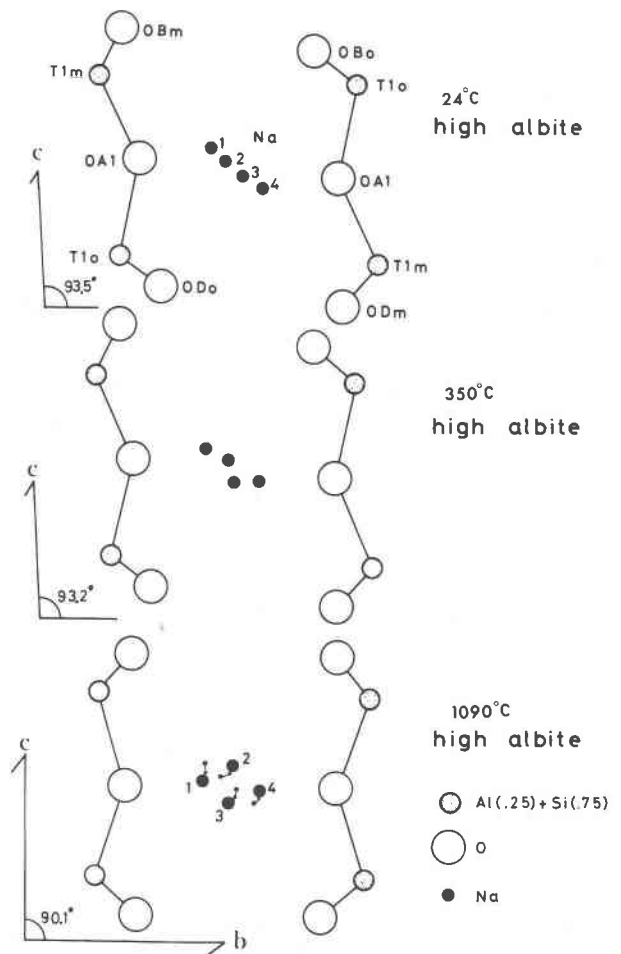 OBm
OBo
T1m
T1o
24°C
high albite
Na
1
2
3
4
c
OA1
OA1
T1o
T1m
93.5°
ODo
ODm
350°C
high albite
c
93.2°
1090°C
high albite
c
2
1
4
3
Al(.25)+Si(.75)
O
Na
90.1°
b